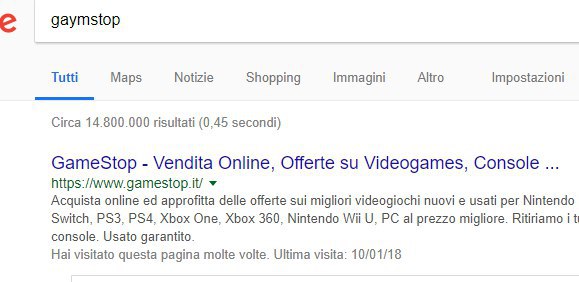 e gaymstop
Tutti Maps Notizie Shopping Immagini Altro Impostazioni
Circa 14.800.000 risultati (0,45 secondi)
GameStop - Vendita Online, Offerte su Videogames, Console ...
https://www.gamestop.it/
Acquista online ed approfitta delle offerte sui migliori videogiochi nuovi e usati per Nintendo
Switch, PS3, PS4, Xbox One, Xbox 360, Nintendo Wii U, PC al prezzo migliore. Ritiriamo i
console. Usato garantito.
Hai visitato questa pagina molte volte. Ultima visita: 10/01/18